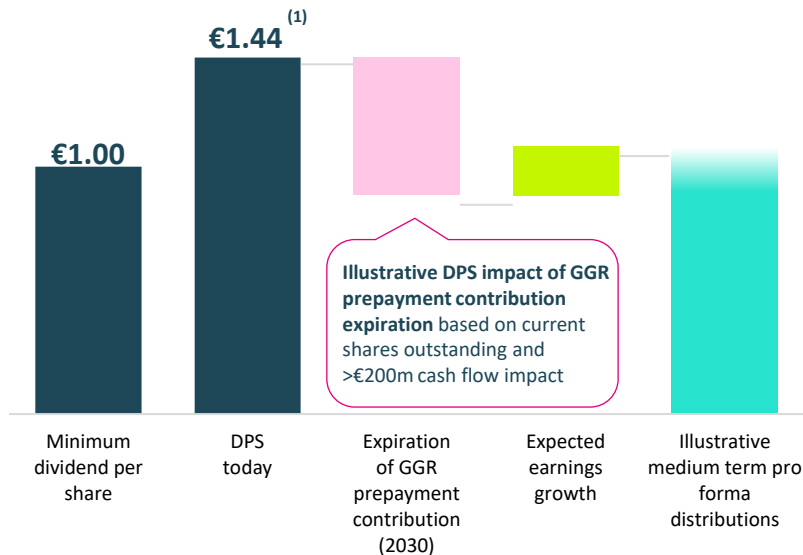 €1.44 (1)
€1.00
Illustrative DPS impact of GGR
prepayment contribution
expiration based on current
shares outstanding and
>€200m cash flow impact
Minimum
dividend per
share
DPS
today
Expiration
of GGR
prepayment
contribution
(2030)
Expected
earnings
growth
Illustrative
medium term pro
forma
distributions